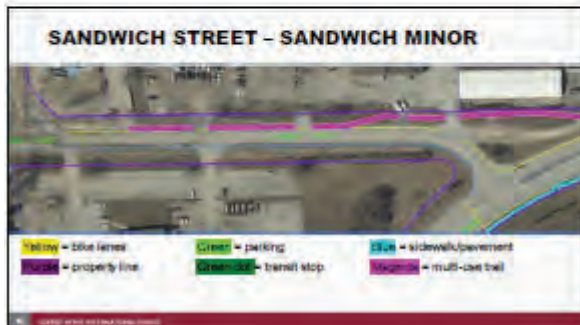 SANDWICH STREET – SANDWICH MINOR
Yellow = bike lanes
Green = parking
Blue = sidewalk/pavement
Purple = property line
Green dot = transit stop
Magenta = multi-use trail